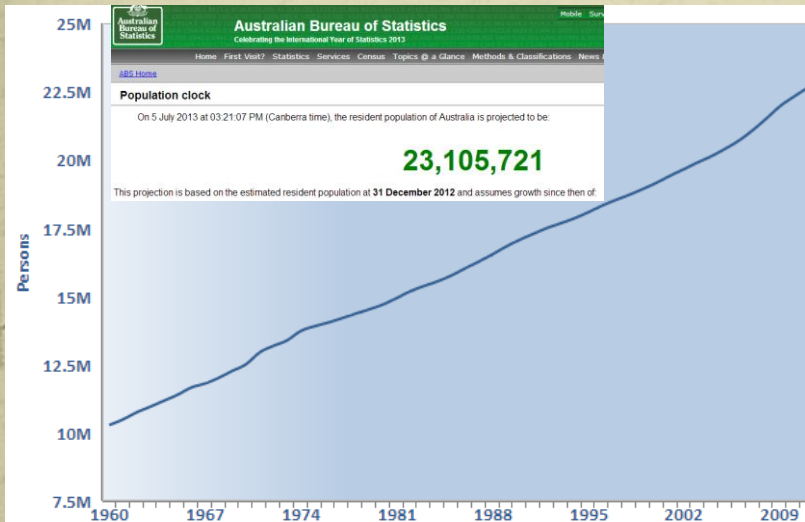 25M
22.5M
20M
17.5M
15M
12.5M
10M
7.5M
Persons
Australian
Bureau of
Statistics
Australian Bureau of Statistics
Celebrating the International Year of Statistics 2013
Mobile
Home First Visit? Statistics Services Census Topics @ a Glance Methods & Classifications News
ABS Home
Population clock
On 5 July 2013 at 03:21:07 PM (Canberra time), the resident population of Australia is projected to be:
23,105,721
This projection is based on the estimated resident population at 31 December 2012 and assumes growth since then of:
1960 1967 1974 1981 1988 1995 2002 2009